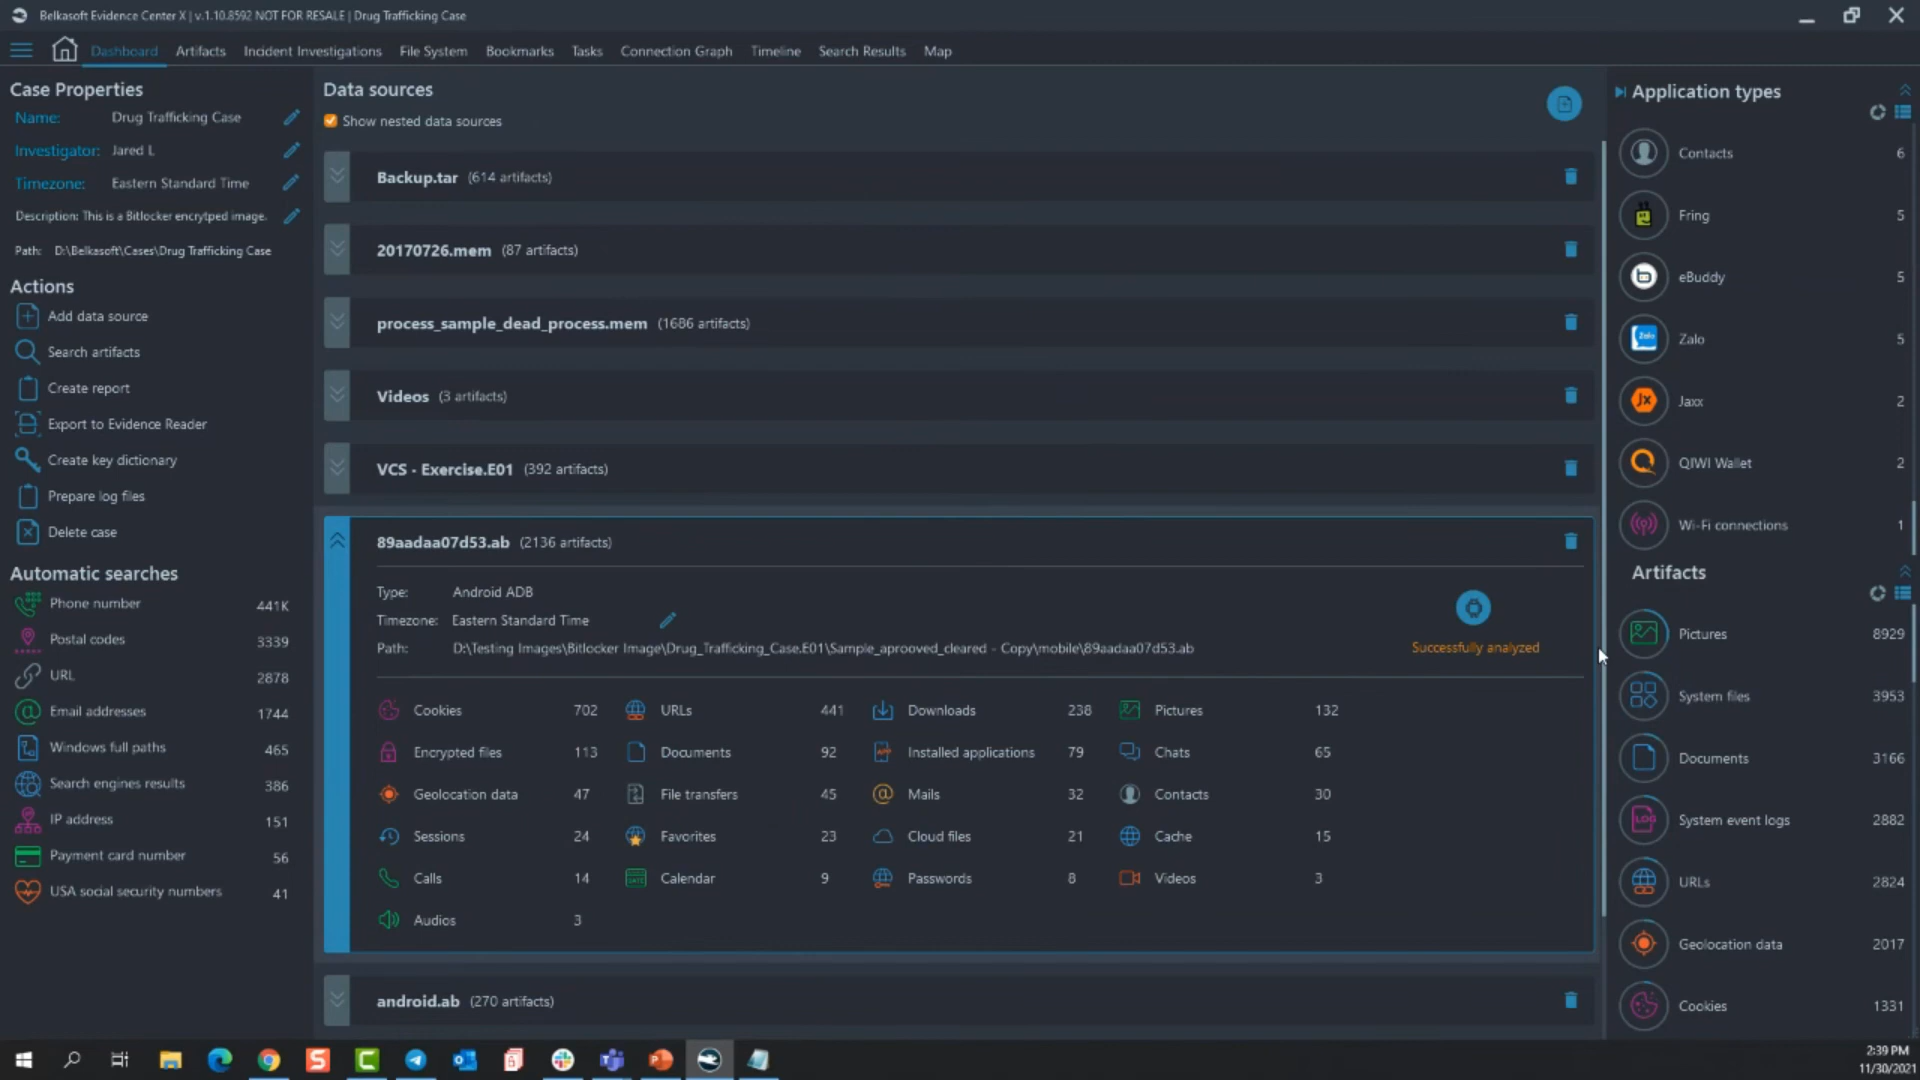 Belkasoft Evidence Center X | v.1.10.8592 NOT FOR RESALE | Drug Trafficking Case
Dashboard Artifacts Incident Investigations File System Bookmarks Tasks Connection Graph Timeline Search Results Map
Case Properties
Name: Drug Trafficking Case
Investigator: Jared L
Timezone: Eastern Standard Time
Description: This is a Bitlocker encrytped image.
Path: D:\Belkasoft\Cases\Drug Trafficking Case
Actions
Add data source
Search artifacts
Create report
Export to Evidence Reader
Create key dictionary
Prepare log files
Delete case
Automatic searches
Phone number 441K
Postal codes 3339
URL 2878
Email addresses 1744
Windows full paths 465
Search engines results 386
IP address 151
Payment card number 56
USA social security numbers 41
Data sources
Show nested data sources
Backup.tar (614 artifacts)
20170726.mem (87 artifacts)
process_sample_dead_process.mem (1686 artifacts)
Videos (3 artifacts)
VCS - Exercise.E01 (392 artifacts)
89aadaa07d53.ab (2136 artifacts)
Type: Android ADB
Timezone: Eastern Standard Time
Path: D:\Testing Images\Bitlocker Image\Drug_Trafficking_Case.E01\Sample_aprooved_cleared - Copy\mobile\89aadaa07d53.ab
Successfully analyzed
Cookies 702 URLs 441 Downloads 238 Pictures 132
Encrypted files 113 Documents 92 Installed applications 79 Chats 65
Geolocation data 47 File transfers 45 Mails 32 Contacts 30
Sessions 24 Favorites 23 Cloud files 21 Cache 15
Calls 14 Calendar 9 Passwords 8 Videos 3
Audios 3
android.ab (270 artifacts)
Application types
Contacts 6
Fring 5
eBuddy 5
Zalo 5
Jaxx 2
QIWI Wallet 2
Wi-Fi connections 1
Artifacts
Pictures 8929
System files 3953
Documents 3166
System event logs 2882
URLs 2824
Geolocation data 2017
Cookies 1331
2:39 PM
11/30/2021